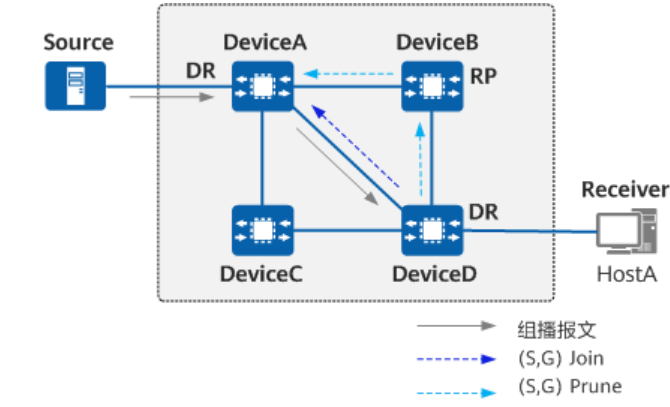 Source
DeviceA
DeviceB
DR
RP
DR
Receiver
DeviceC
DeviceD
HostA
组播报文
(S,G) Join
(S,G) Prune